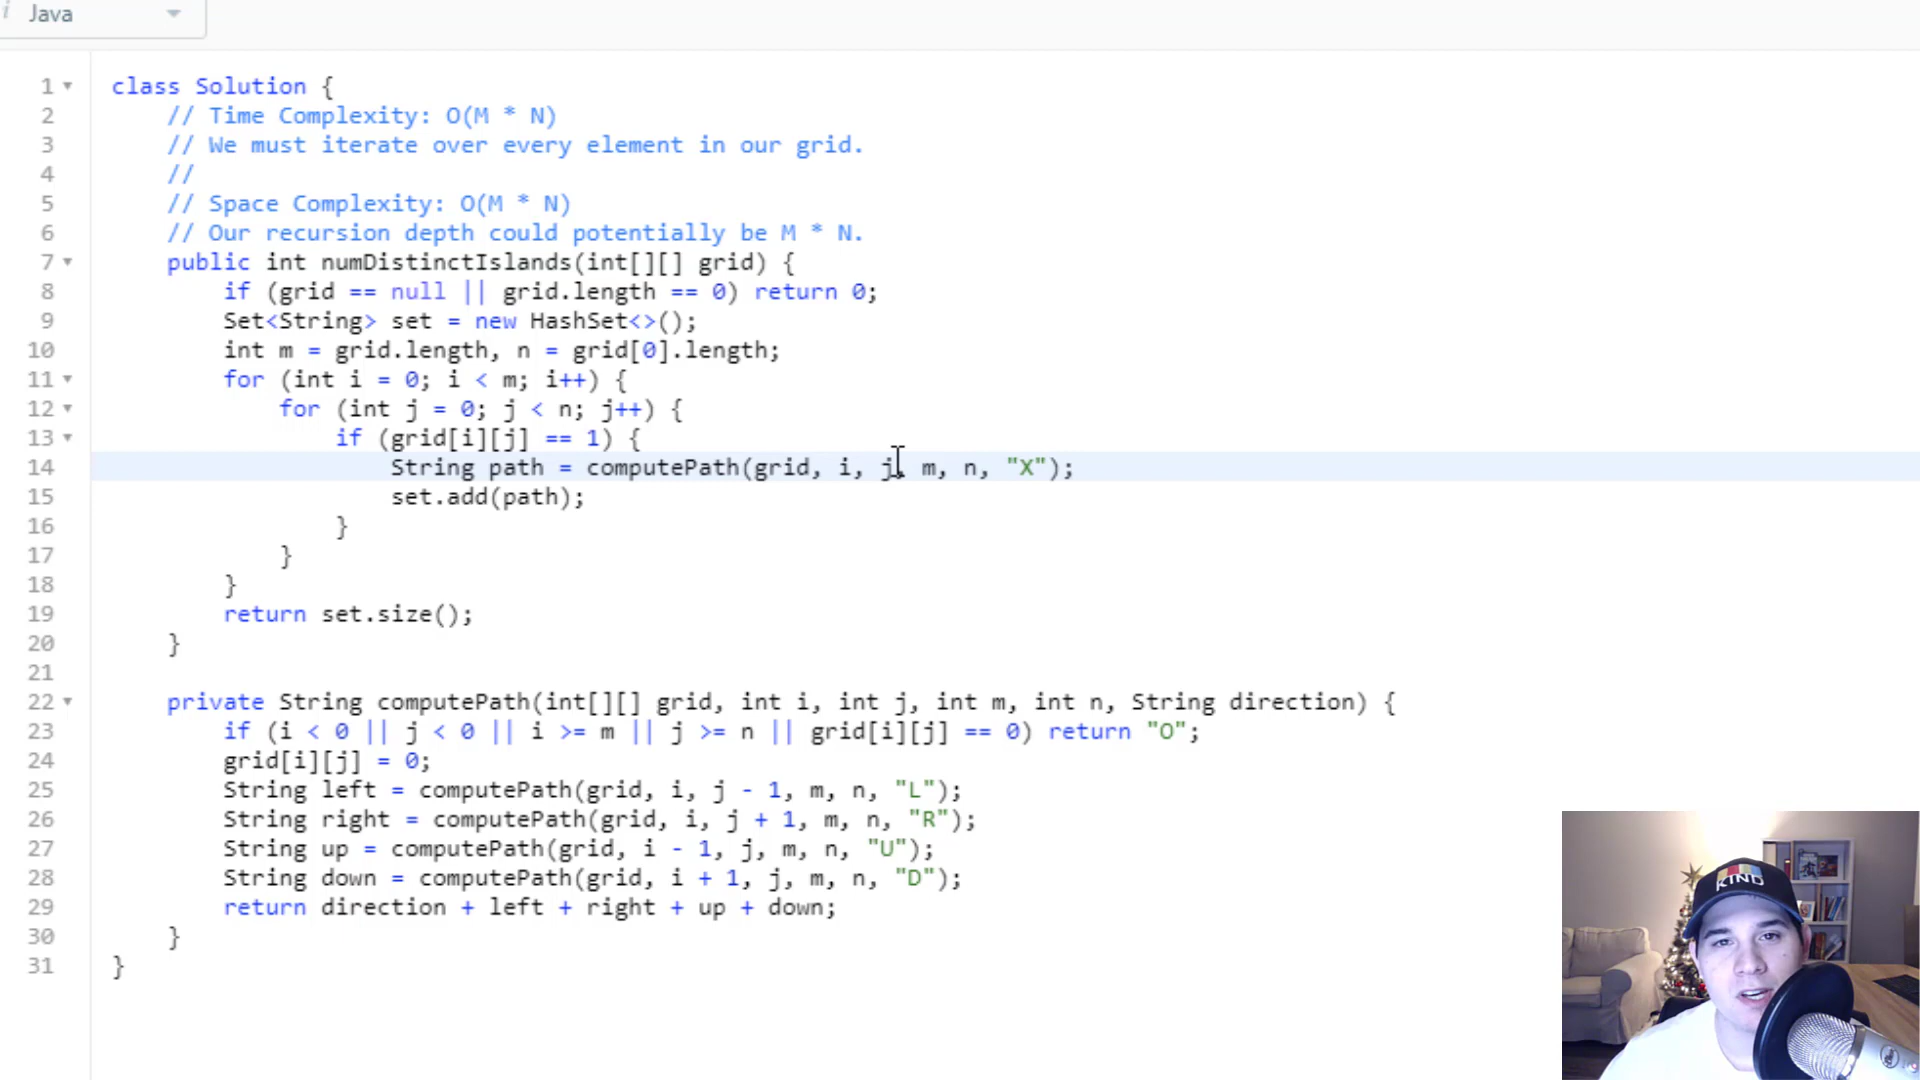 Java
1 class Solution {
2 // Time Complexity: O(M * N)
3 // We must iterate over every element in our grid.
4 //
5 // Space Complexity: O(M * N)
6 // Our recursion depth could potentially be M * N.
7 public int numDistinctIslands(int[][] grid) {
8 if (grid == null || grid.length == 0) return 0;
9 Set<String> set = new HashSet<>();
10 int m = grid.length, n = grid[0].length;
11 for (int i = 0; i < m; i++) {
12 for (int j = 0; j < n; j++) {
13 if (grid[i][j] == 1) {
14 String path = computePath(grid, i, j, m, n, "X");
15 set.add(path);
16 }
17 }
18 }
19 return set.size();
20 }
21
22 private String computePath(int[][] grid, int i, int j, int m, int n, String direction) {
23 if (i < 0 || j < 0 || i >= m || j >= n || grid[i][j] == 0) return "O";
24 grid[i][j] = 0;
25 String left = computePath(grid, i, j - 1, m, n, "L");
26 String right = computePath(grid, i, j + 1, m, n, "R");
27 String up = computePath(grid, i - 1, j, m, n, "U");
28 String down = computePath(grid, i + 1, j, m, n, "D");
29 return direction + left + right + up + down;
30 }
31 }
KIND